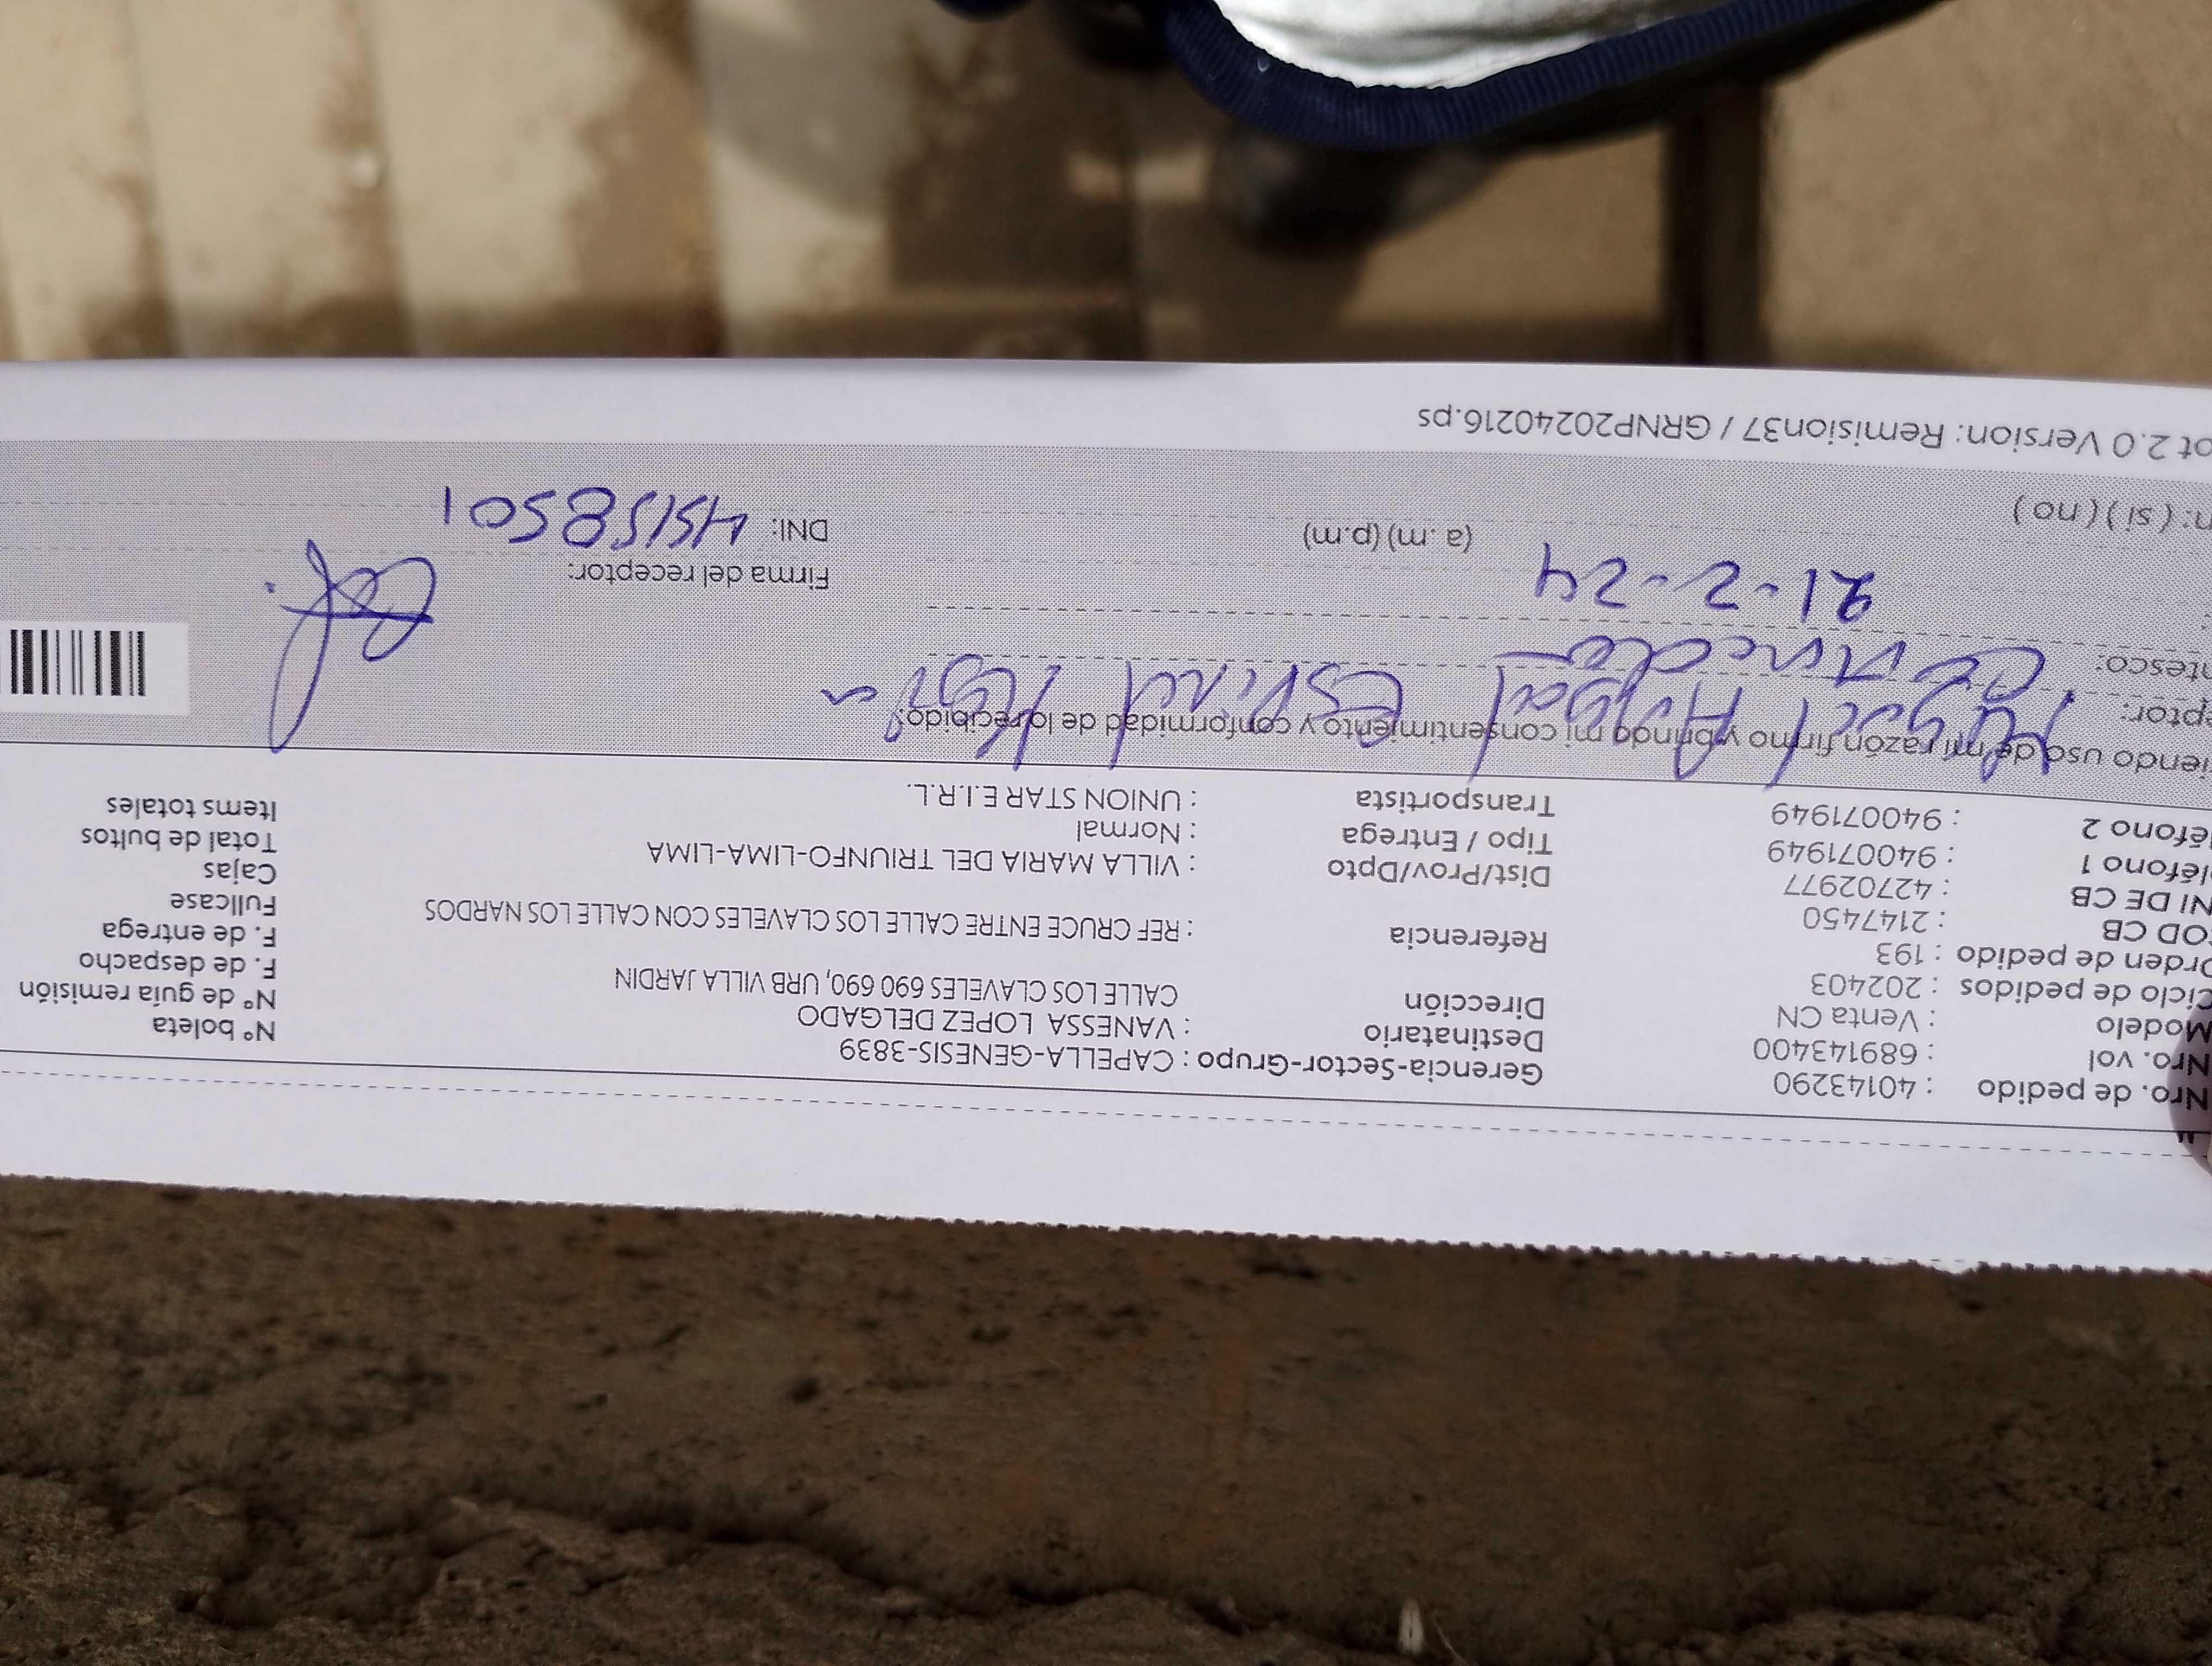 Nro. de pedido : 40143290 Gerencia-Sector-Grupo : CAPELLA-GENESIS-3839 N° boleta
Nro. vol : 689143400 Destinatario : VANESSA LOPEZ DELGADO N° de guía remisión
Modelo : Venta CN Dirección CALLE LOS CLAVELES 690 690, URB VILLA JARDIN F. de despacho
Ciclo de pedidos : 202403 F. de entrega
Orden de pedido : 193 Referencia : REF CRUCE ENTRE CALLE LOS CLAVELES CON CALLE LOS NARDOS Fullcase
COD CB : 2147450 Cajas
NI DE CB : 42702977 Dist/Prov/Dpto : VILLA MARIA DEL TRIUNFO-LIMA-LIMA Total de bultos
léfono 1 : 940071949 Tipo / Entrega : Normal Items totales
léfono 2 : 940071949 Transportista : UNION STAR E.I.R.L.
iendo uso de mi razón firmo y brindo mi consentimiento y conformidad de lo recibido:
ptor: Angel Espinal
ntesco:
21-2-24 Firma del receptor:
(a.m) (p.m) DNI: 45158501
n: ( si ) ( no )
ot 2.0 Version: Remision37 / GRNP20240216.ps